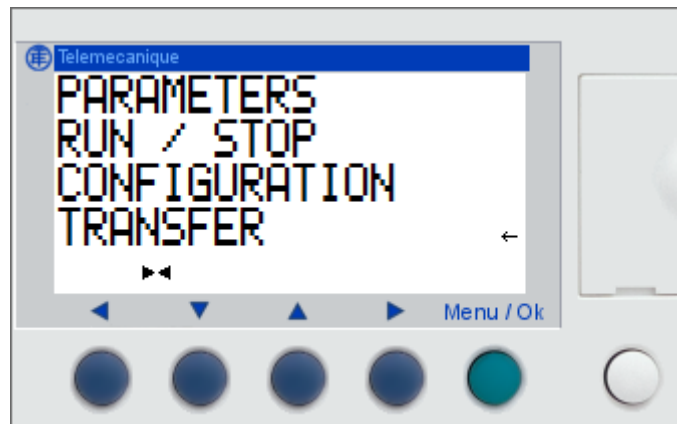 Telemecanique
PARAMETERS
RUN / STOP
CONFIGURATION
TRANSFER
Menu / Ok